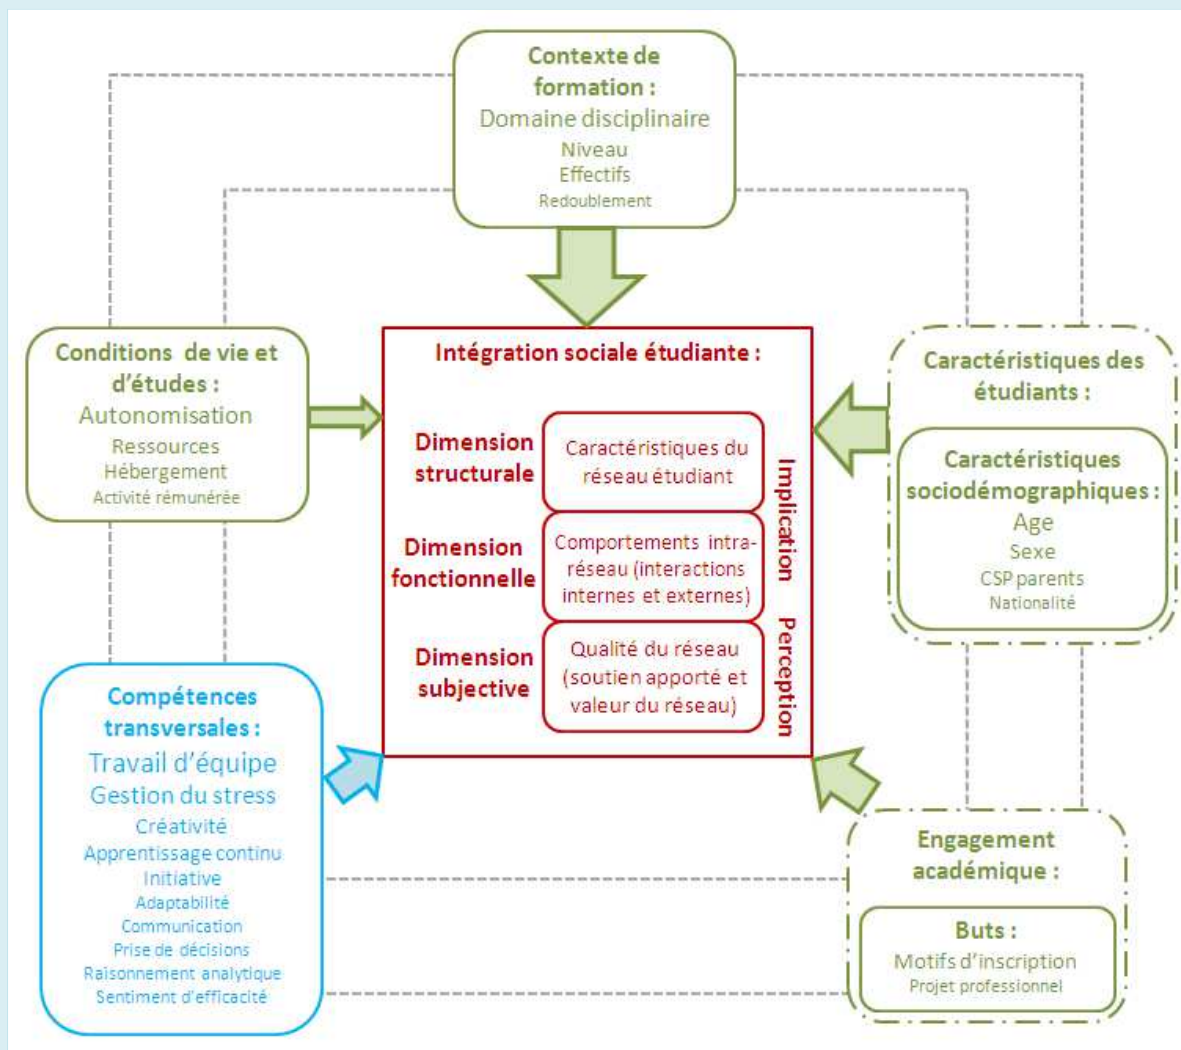 Contexte de
formation :
Domaine disciplinaire
Niveau
Effectifs
Redoublement
Conditions de vie et
d'études :
Autonomisation
Ressources
Hébergement
Activité rémunérée
Intégration sociale étudiante :
Dimension
structurale
Caractéristiques du
réseau étudiant
Dimension
fonctionnelle
Comportements intra-
réseau (interactions
internes et externes)
Dimension
subjective
Qualité du réseau
(soutien apporté et
valeur du réseau)
Implication
Perception
Caractéristiques des
étudiants :
Caractéristiques
sociodémographiques :
Age
Sexe
CSP parents
Nationalité
Compétences
transversales :
Travail d'équipe
Gestion du stress
Créativité
Apprentissage continu
Initiative
Adaptabilité
Communication
Prise de décisions
Raisonnement analytique
Sentiment d'efficacité
Engagement
académique :
Buts :
Motifs d'inscription
Projet professionnel